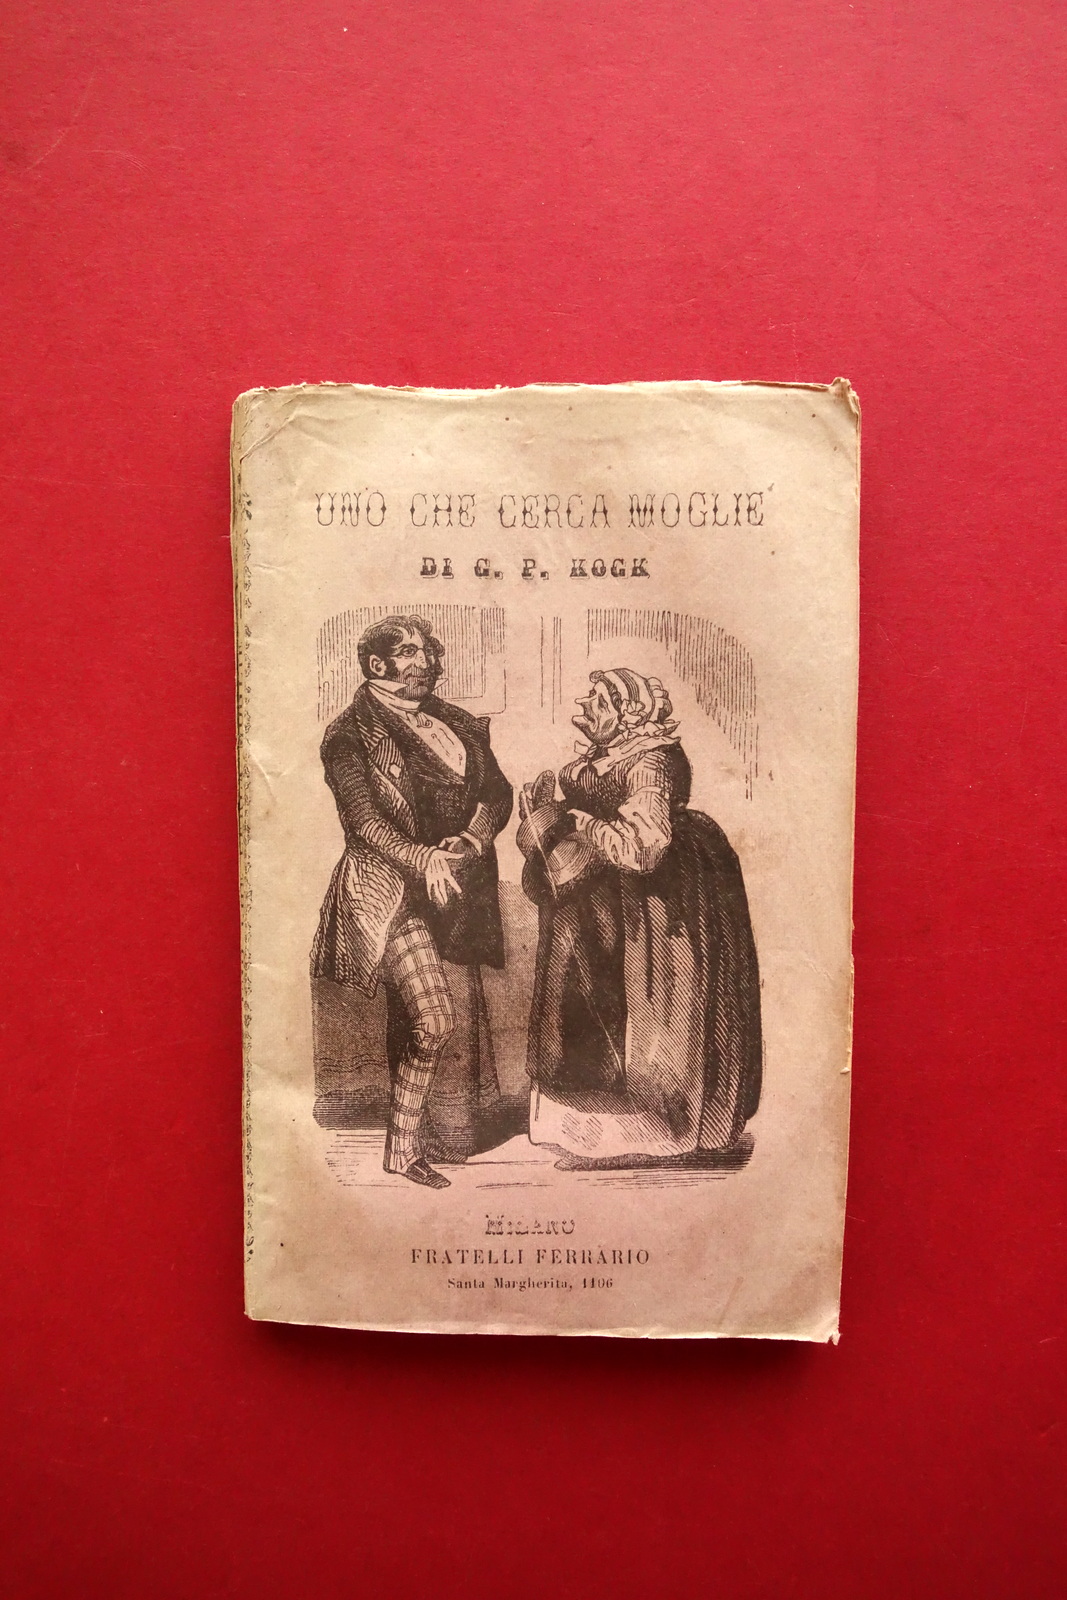 UNO CHE CERCA MOGLIE
DI G. P. KOCK
MILANO
FRATELLI FERRARIO
Santa Margherita, 1106